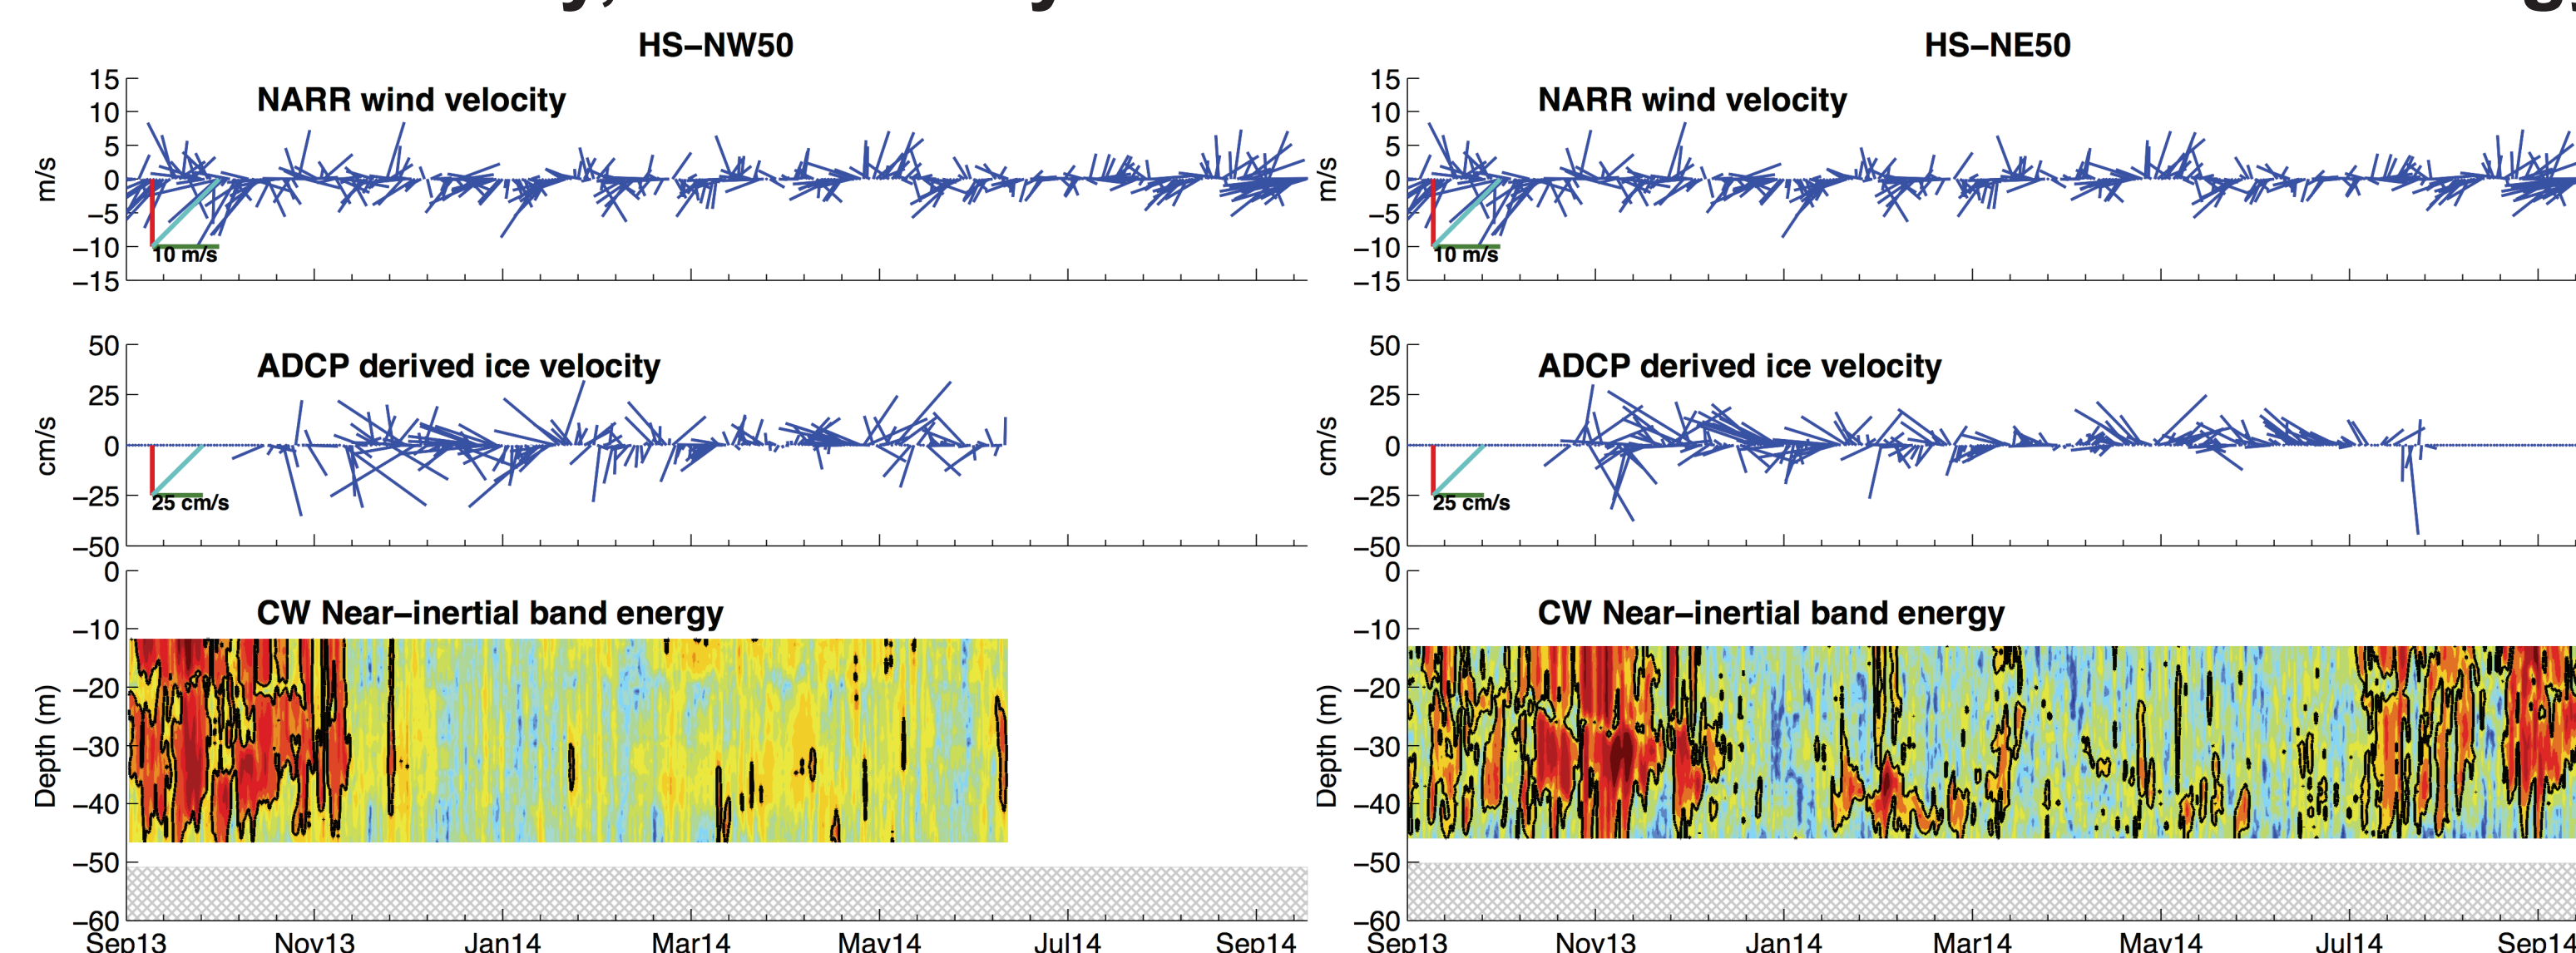 HS–NW50
NARR wind velocity
m/s
15
10
5
0
–5
–10
–15
10 m/s
ADCP derived ice velocity
cm/s
50
25
0
–25
–50
25 cm/s
CW Near–inertial band energy
Depth (m)
0
–10
–20
–30
–40
–50
–60
Sep13 Nov13 Jan14 Mar14 May14 Jul14 Sep14
HS–NE50
NARR wind velocity
m/s
15
10
5
0
–5
–10
–15
10 m/s
ADCP derived ice velocity
cm/s
50
25
0
–25
–50
25 cm/s
CW Near–inertial band energy
Depth (m)
0
–10
–20
–30
–40
–50
–60
Sep13 Nov13 Jan14 Mar14 May14 Jul14 Sep14